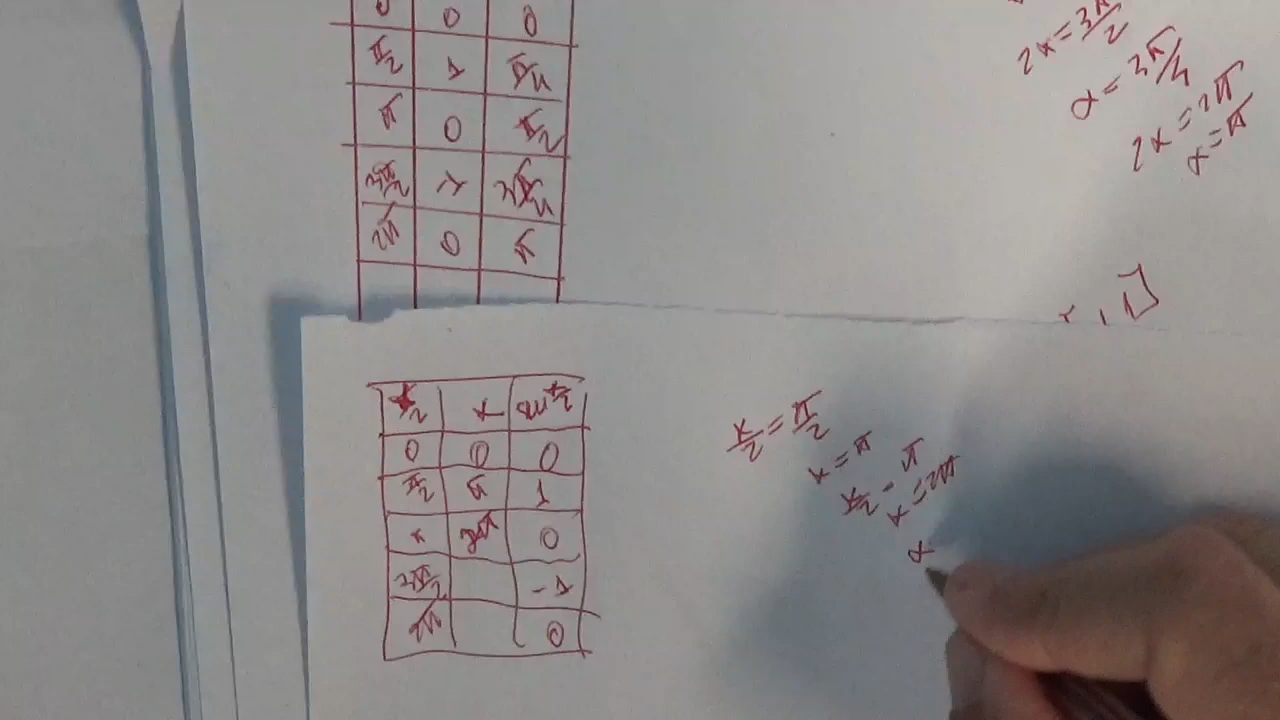 0 0
π/2 1 π/4
π 0 π/2
3π/2 1 3π/4
2π 0 π
2x = 3π/2
x = 3π/4
2x = 2π
x = π
, 1]
x/2 x sin x/2
0 0 0
π/2 π 1
2π 0
3π/2 -1
2π 0
x/2 = π/2
x = π
x/2 = π
x = 2π
x